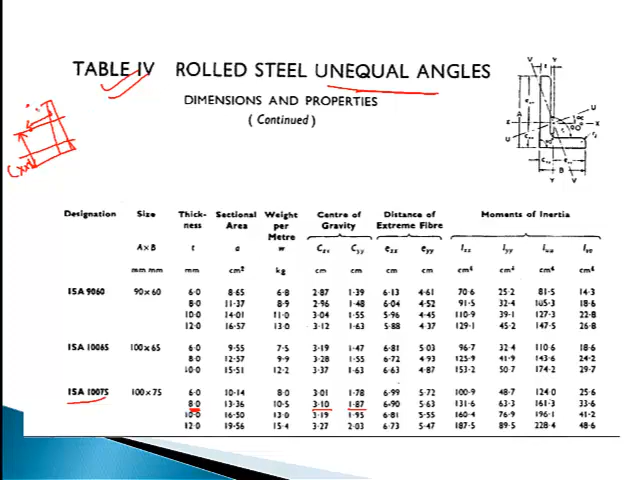 TABLE IV ROLLED STEEL UNEQUAL ANGLES
DIMENSIONS AND PROPERTIES
( Continued )
Designation Size Thick-ness Sectional Area Weight per Metre Centre of Gravity Distance of Extreme Fibre Moments of Inertia
A×B t a w Cxx Cyy exx eyy Ixx Iyy Iuu Ivv
mm mm mm cm² kg cm cm cm cm cm⁴ cm⁴ cm⁴ cm⁴
ISA 9060 90×60 6·0 8·65 6·8 2·87 1·39 6·13 4·61 70·6 25·2 81·5 14·3
8·0 11·37 8·9 2·96 1·48 6·04 4·52 91·5 32·4 105·3 18·6
10·0 14·01 11·0 3·04 1·55 5·96 4·45 110·9 39·1 127·3 22·8
12·0 16·57 13·0 3·12 1·63 5·88 4·37 129·1 45·2 147·5 26·8
ISA 10065 100×65 6·0 9·55 7·5 3·19 1·47 6·81 5·03 96·7 32·4 110·6 18·6
8·0 12·57 9·9 3·28 1·55 6·72 4·93 125·9 41·9 143·6 24·2
10·0 15·51 12·2 3·37 1·63 6·63 4·87 153·2 50·7 174·2 29·7
ISA 10075 100×75 6·0 10·14 8·0 3·01 1·78 6·99 5·72 100·9 48·7 124·0 25·6
8·0 13·36 10·5 3·10 1·87 6·90 5·63 131·6 63·3 161·3 33·6
10·0 16·50 13·0 3·19 1·95 6·81 5·55 160·4 76·9 196·1 41·2
12·0 19·56 15·4 3·27 2·03 6·73 5·47 187·5 89·5 228·4 48·6